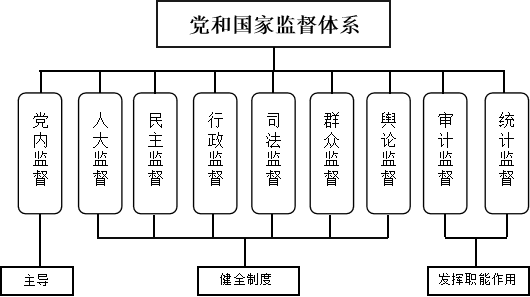 党和国家监督体系
党内监督
人大监督
民主监督
行政监督
司法监督
群众监督
舆论监督
审计监督
统计监督
主导
健全制度
发挥职能作用